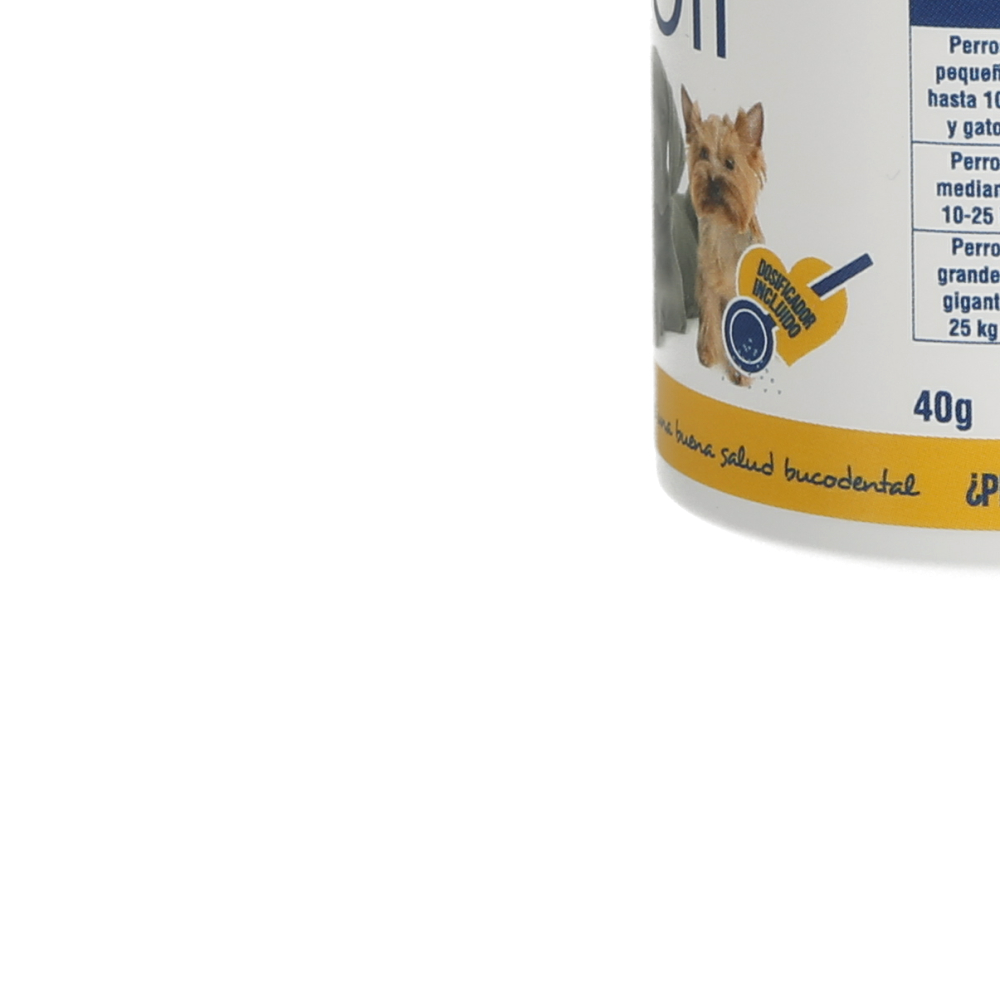 Perro
pequeñ
hasta 10
y gato
Perro
median
10-25
Perro
grande
gigant
25 kg
DOSIFICADOR
INCLUIDO
40g
una buena salud bucodental
¿P